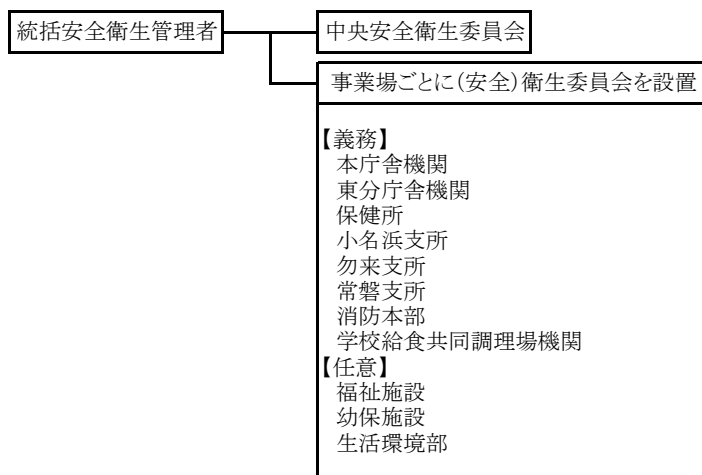 統括安全衛生管理者
中央安全衛生委員会
事業場ごとに（安全）衛生委員会を設置
【義務】
本庁舎機関
東分庁舎機関
保健所
小名浜支所
勿来支所
常磐支所
消防本部
学校給食共同調理場機関
【任意】
福祉施設
幼保施設
生活環境部